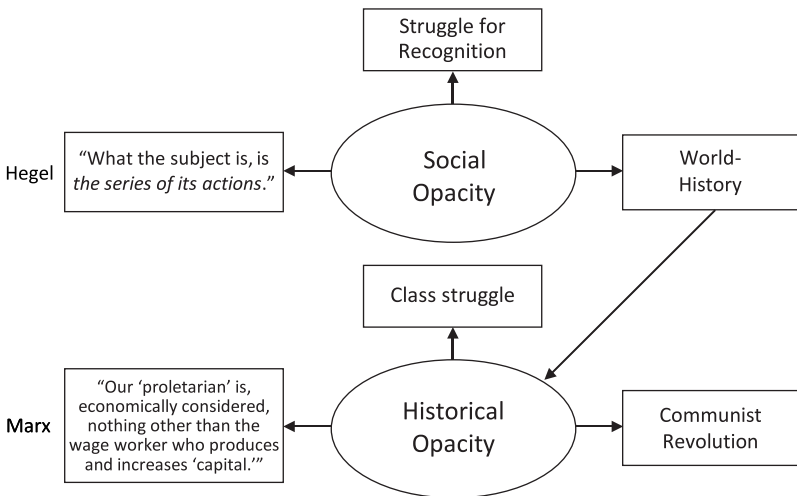 Struggle for
Recognition
Hegel
“What the subject is, is
the series of its actions.”
Social
Opacity
World-
History
Class struggle
Marx
“Our ‘proletarian’ is,
economically considered,
nothing other than the
wage worker who produces
and increases ‘capital.’”
Historical
Opacity
Communist
Revolution